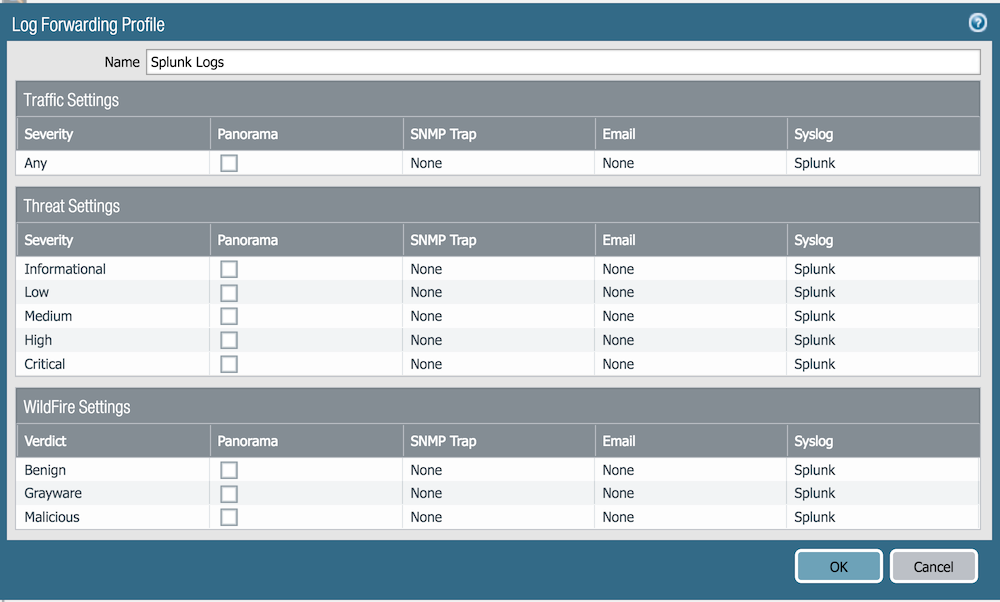 Log Forwarding Profile ?
Name Splunk Logs
Traffic Settings
Severity Panorama SNMP Trap Email Syslog
Any None None Splunk
Threat Settings
Severity Panorama SNMP Trap Email Syslog
Informational None None Splunk
Low None None Splunk
Medium None None Splunk
High None None Splunk
Critical None None Splunk
WildFire Settings
Verdict Panorama SNMP Trap Email Syslog
Benign None None Splunk
Grayware None None Splunk
Malicious None None Splunk
OK Cancel